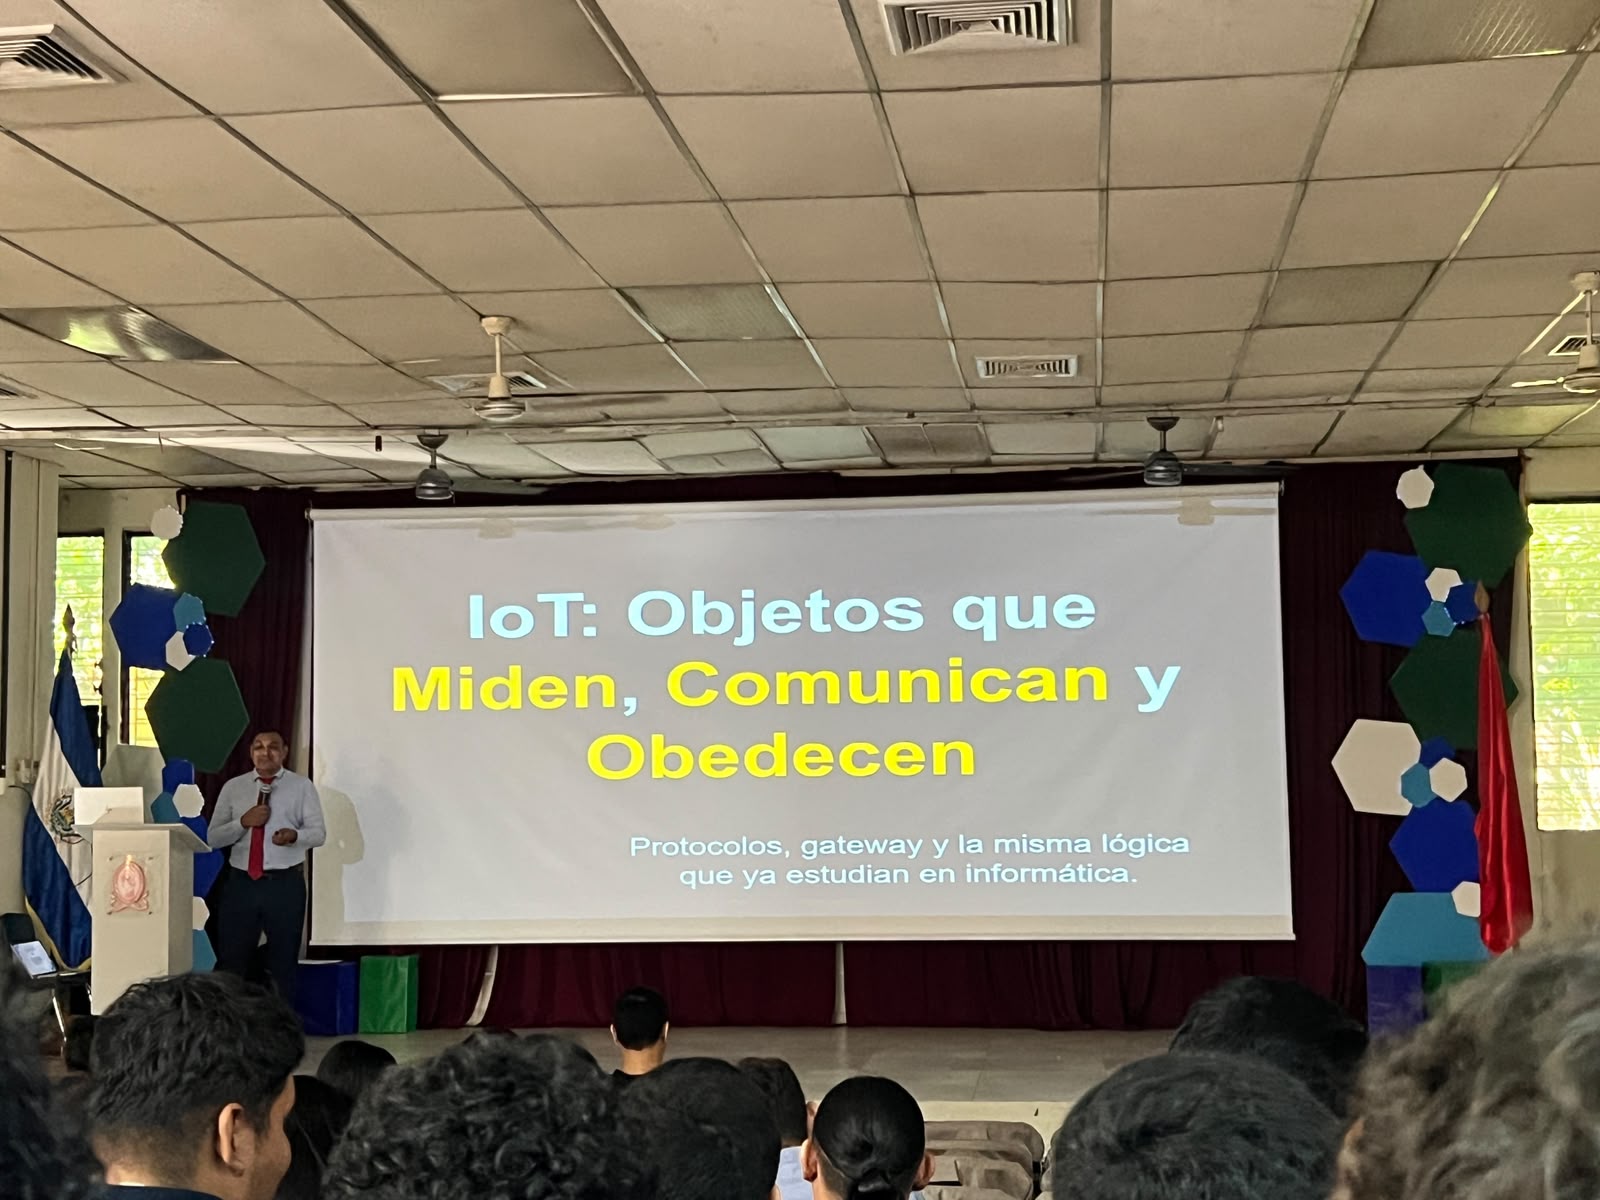 IoT: Objetos que
Miden, Comunican y
Obedecen
Protocolos, gateway y la misma lógica
que ya estudian en informática.